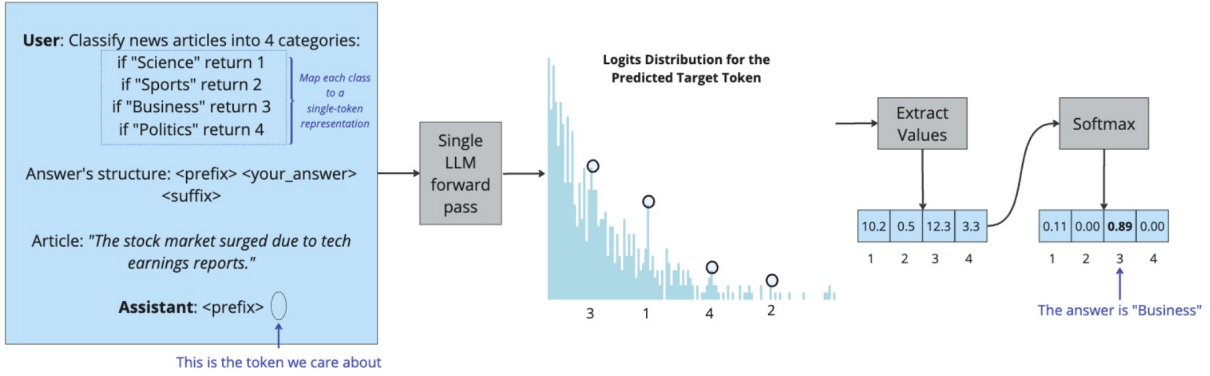 User: Classify news articles into 4 categories:
if "Science" return 1
if "Sports" return 2
if "Business" return 3
if "Politics" return 4
Map each class
to a
single-token
representation
Answer's structure: <prefix> <your_answer>
<suffix>
Article: "The stock market surged due to tech
earnings reports."
Assistant: <prefix>
This is the token we care about
Single
LLM
forward
pass
Logits Distribution for the
Predicted Target Token
3 1 4 2
Extract
Values
10.2 0.5 12.3 3.3
1 2 3 4
Softmax
0.11 0.00 0.89 0.00
1 2 3 4
The answer is "Business"